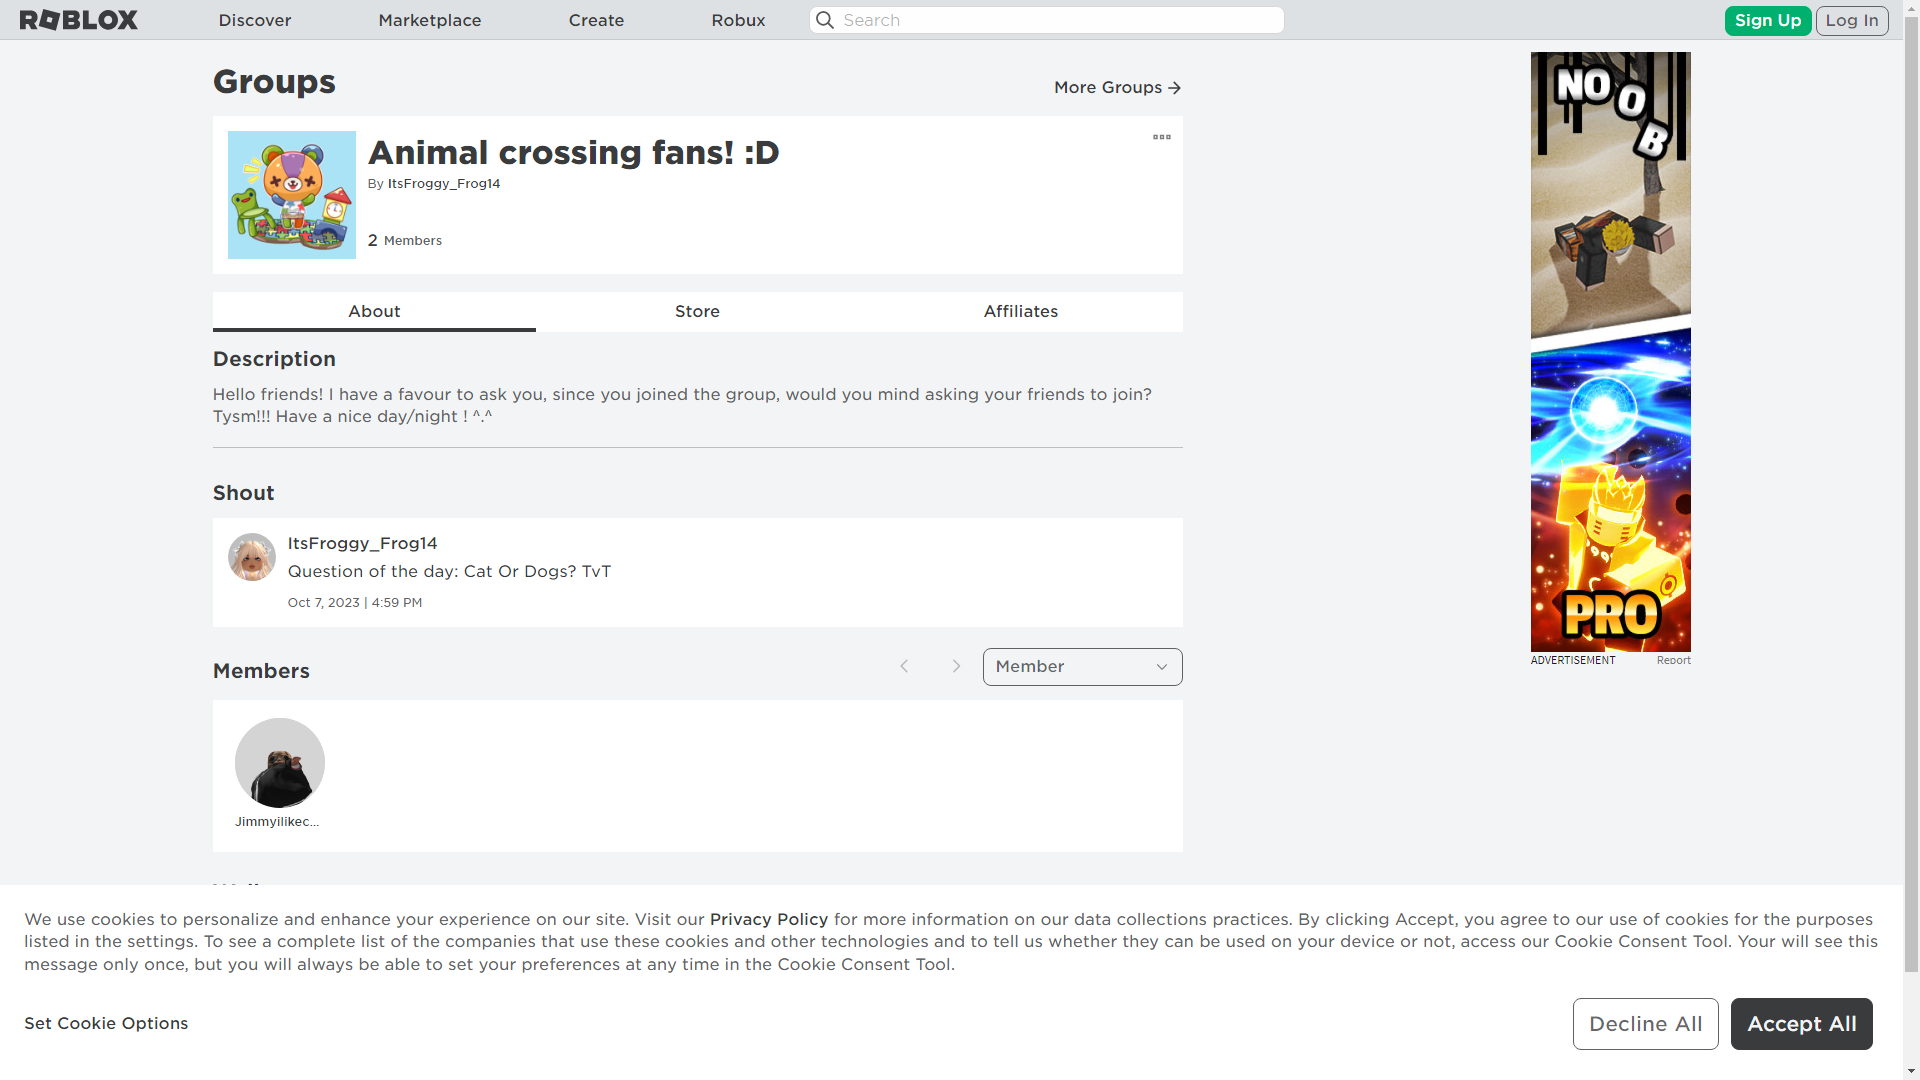 ROBLOX
Discover
Marketplace
Create
Robux
Search
Sign Up
Log In
Groups
More Groups
Animal crossing fans! :D
By ItsFroggy_Frog14
2 Members
About
Store
Affiliates
Description
Hello friends! I have a favour to ask you, since you joined the group, would you mind asking your friends to join?
Tysm!!! Have a nice day/night ! ^.^
Shout
ItsFroggy_Frog14
Question of the day: Cat Or Dogs? TvT
Oct 7, 2023 | 4:59 PM
Members
Member
Jimmyilikec...
NOOB
PRO
ADVERTISEMENT
Report
We use cookies to personalize and enhance your experience on our site. Visit our Privacy Policy for more information on our data collections practices. By clicking Accept, you agree to our use of cookies for the purposes
listed in the settings. To see a complete list of the companies that use these cookies and other technologies and to tell us whether they can be used on your device or not, access our Cookie Consent Tool. Your will see this
message only once, but you will always be able to set your preferences at any time in the Cookie Consent Tool.
Set Cookie Options
Decline All
Accept All